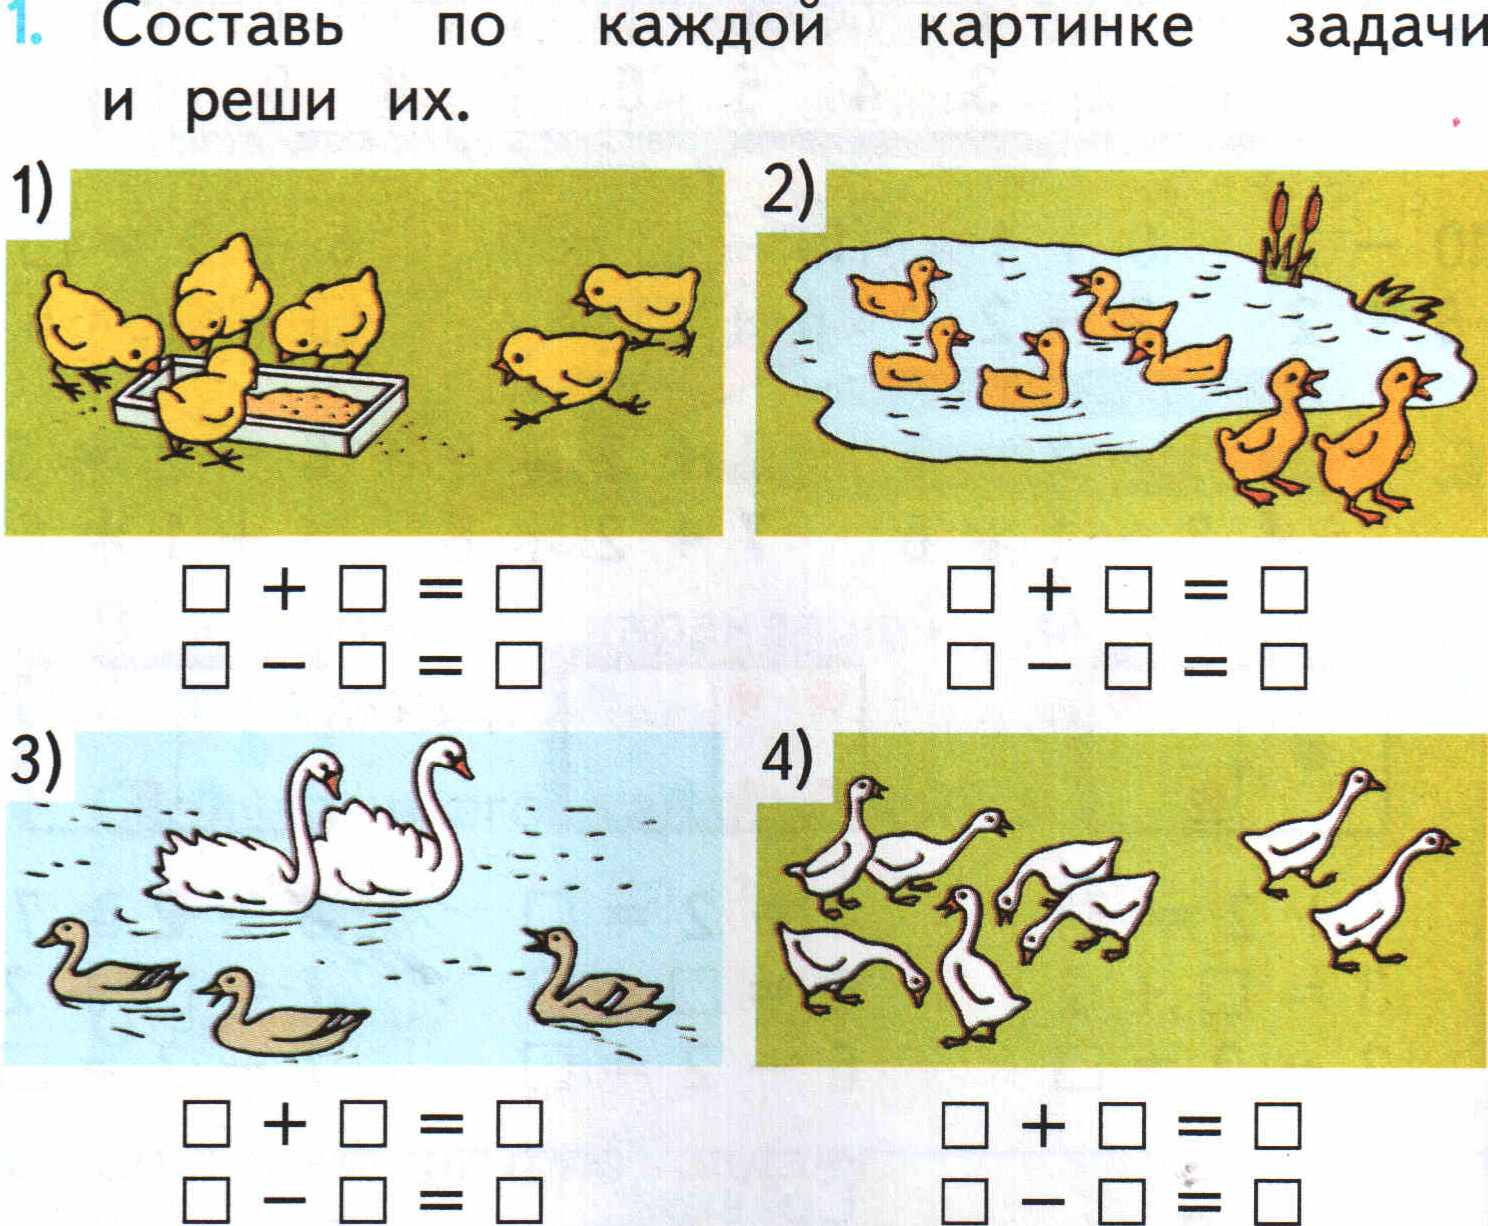 1. Составь по каждой картинке задачи
и реши их.
1)
2)
□ + □ = □
□ + □ = □
□ − □ = □
□ − □ = □
3)
4)
□ + □ = □
□ + □ = □
□ − □ = □
□ − □ = □